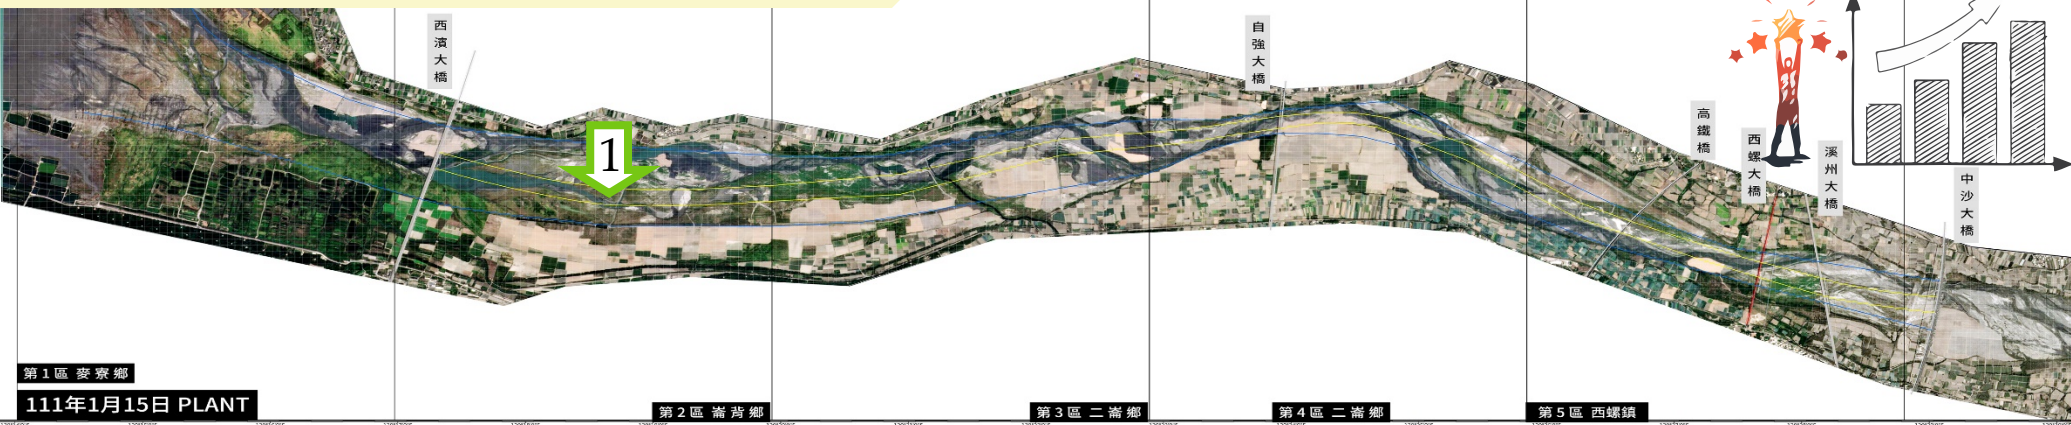 西濱大橋
自強大橋
高鐵橋
西螺大橋
溪州大橋
中沙大橋
1
第1區 麥寮鄉
111年1月15日 PLANT
第2區 崙背鄉
第3區 二崙鄉
第4區 二崙鄉
第5區 西螺鎮